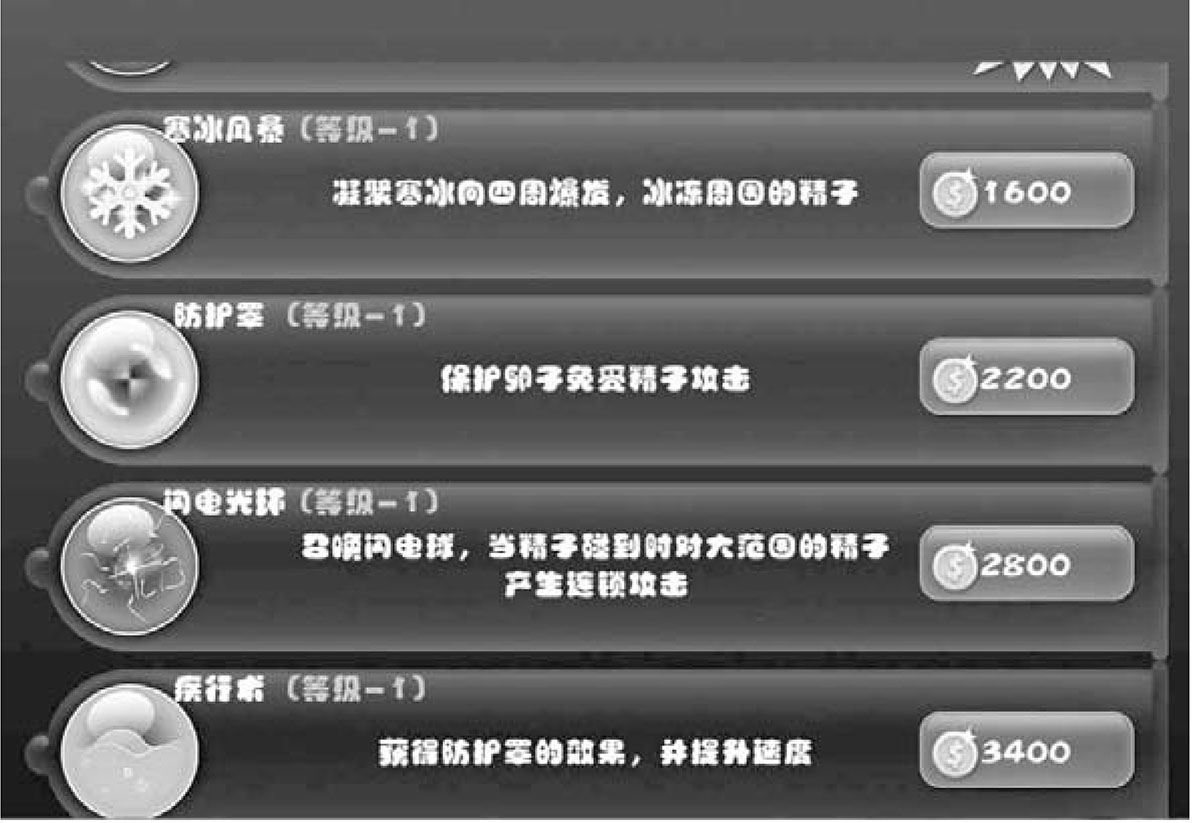 寒冰风暴（等级-1）
凝聚寒冰向四周爆发，冰冻周围的精子
1600
防护罩（等级-1）
保护卵子免受精子攻击
2200
闪电光球（等级-1）
召唤闪电球，当精子碰到时对大范围的精子
产生连锁攻击
2800
疾行术（等级-1）
获得防护罩的效果，并提升速度
3400